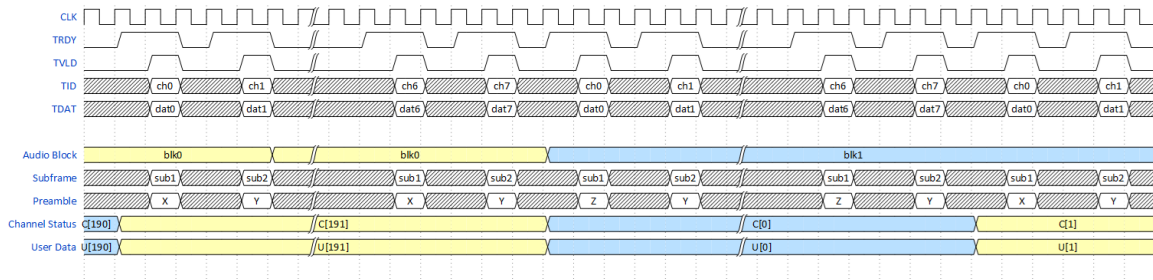 CLK
TRDY
TVLD
TID ch0 ch1 ch6 ch7 ch0 ch1 ch6 ch7 ch0 ch1
TDAT dat0 dat1 dat6 dat7 dat0 dat1 dat6 dat7 dat0 dat1
Audio Block blk0 blk0 blk1
Subframe sub1 sub2 sub1 sub2 sub1 sub2 sub1 sub2 sub1 sub2
Preamble X Y X Y Z Y Z Y X Y
Channel Status C[190] C[191] C[0] C[1]
User Data U[190] U[191] U[0] U[1]